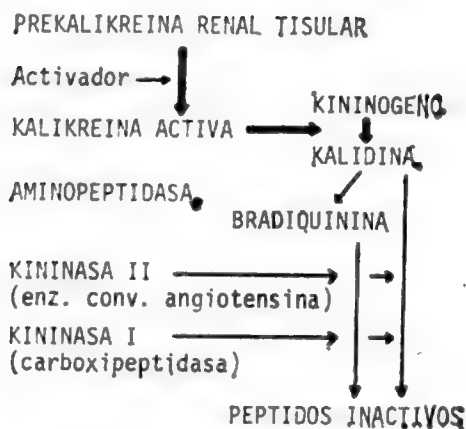 PREKALIKREINA RENAL TISULAR
Activador
KININOGENO
KALIKREINA ACTIVA
KALIDINA
AMINOPEPTIDASA
BRADIQUININA
KININASA II
(enz. conv. angiotensina)
KININASA I
(carboxipeptidasa)
PEPTIDOS INACTIVOS